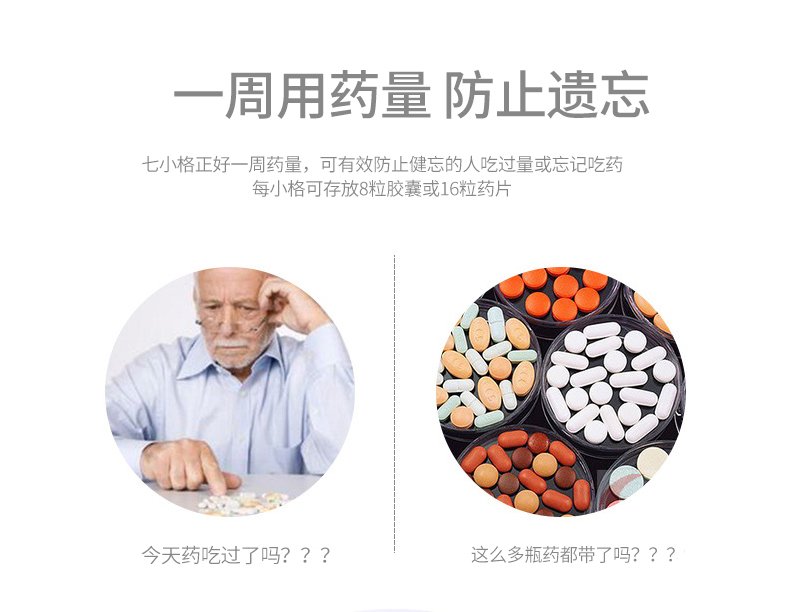 一周用药量 防止遗忘
七小格正好一周药量，可有效防止健忘的人吃过量或忘记吃药
每小格可存放8粒胶囊或16粒药片
今天药吃过了吗？？？
这么多瓶药都带了吗？？？